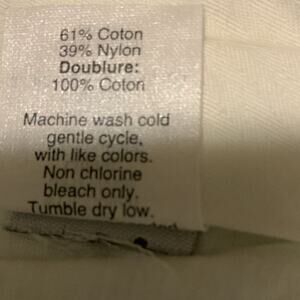 61% Coton
39% Nylon
Doublure:
100% Coton
Machine wash cold
gentle cycle,
with like colors.
Non chlorine
bleach only.
Tumble dry low.